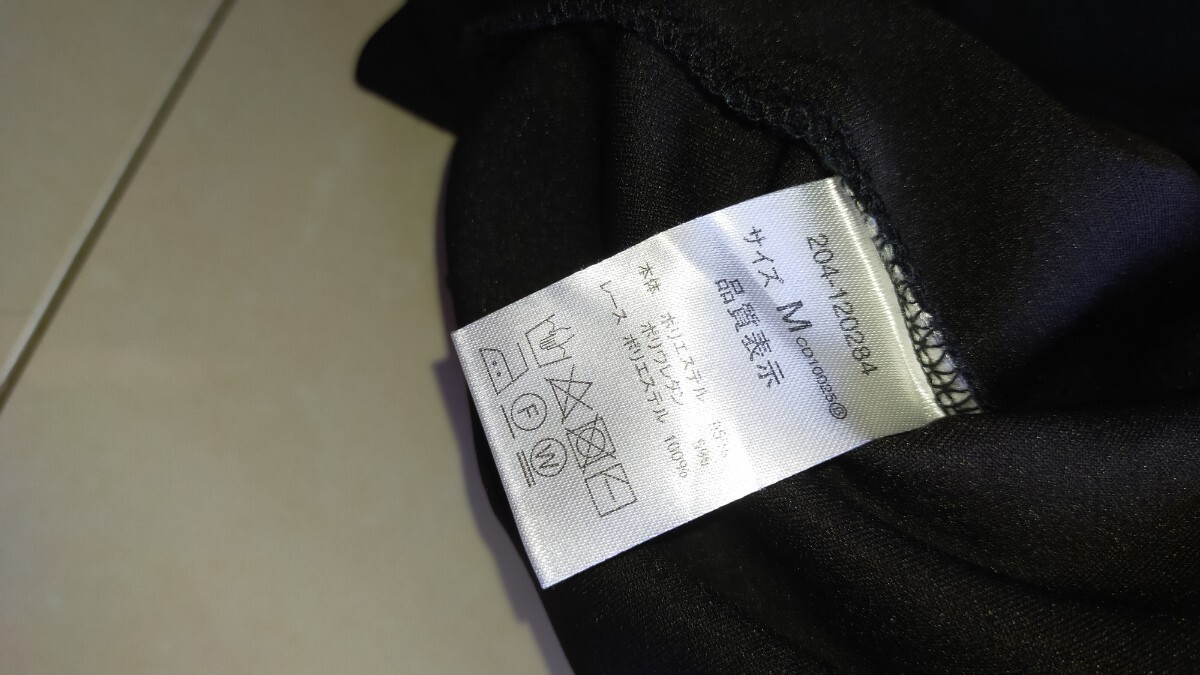 204-120284
サイズ M CO10025©
品質表示
本体 ポリエステル
ポリウレタン
レース ポリエステル 100%
F
W